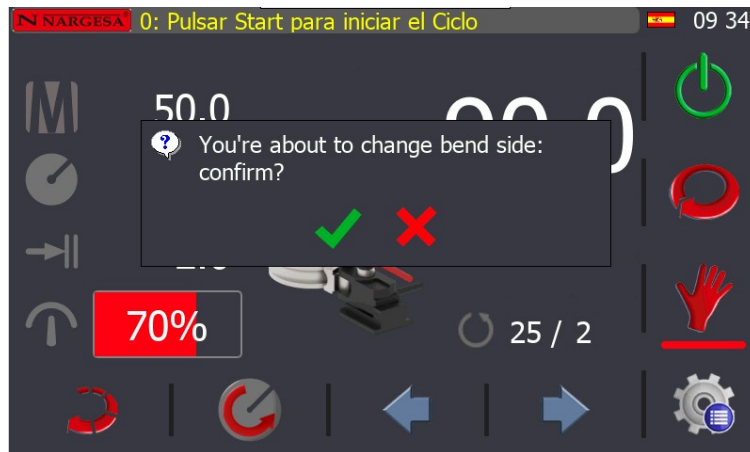 NARGESA 0: Pulsar Start para iniciar el Ciclo 09 34
50.0
You're about to change bend side:
confirm?
70%
25 / 2